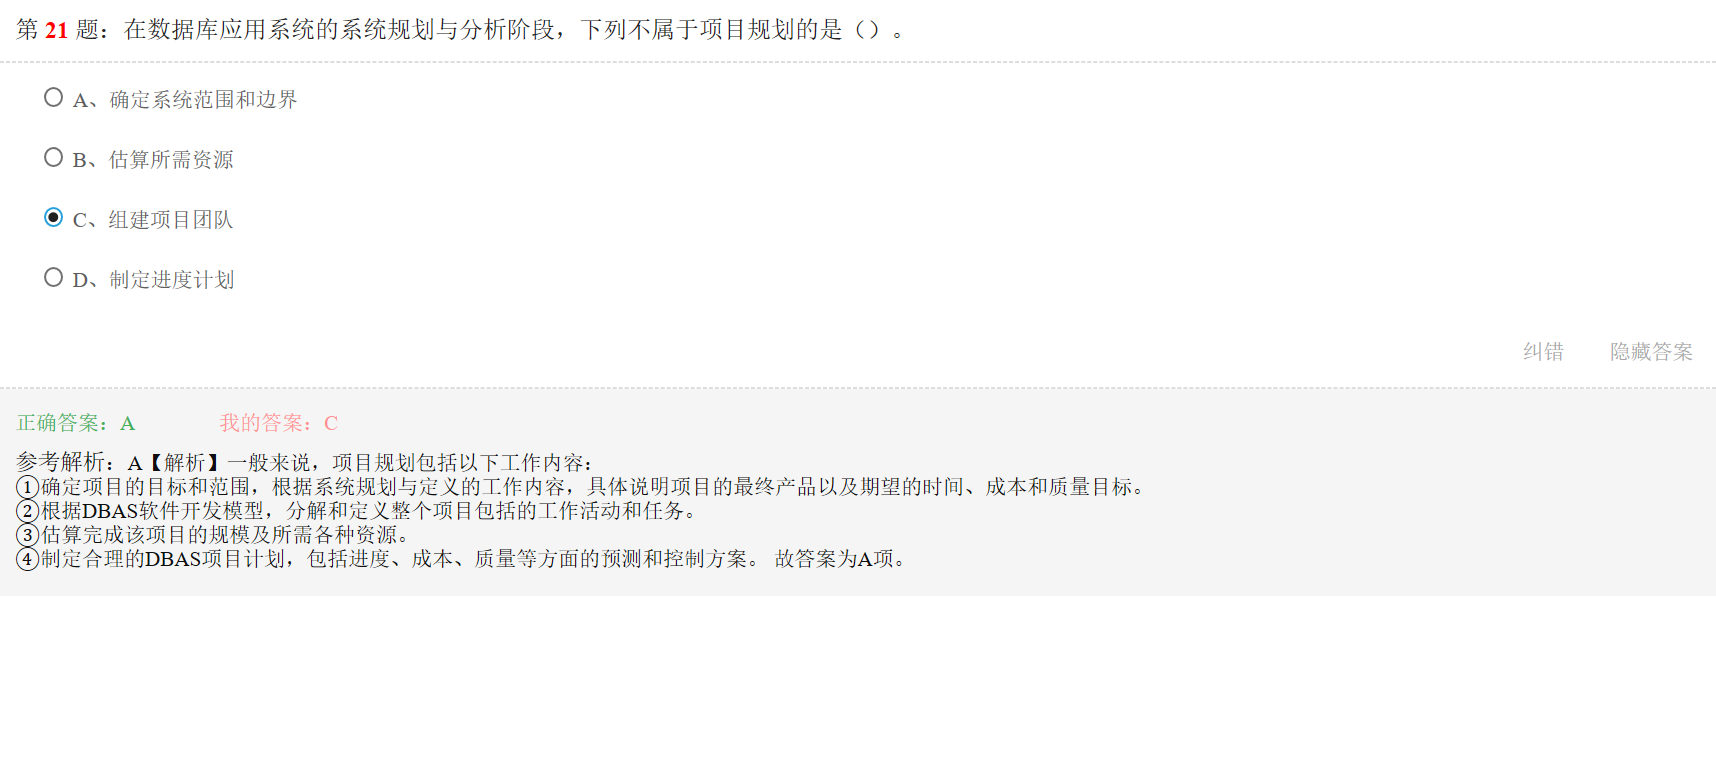 第 21 题：在数据库应用系统的系统规划与分析阶段，下列不属于项目规划的是（）。
A、确定系统范围和边界
B、估算所需资源
C、组建项目团队
D、制定进度计划
纠错 隐藏答案
正确答案：A 我的答案：C
参考解析：A【解析】一般来说，项目规划包括以下工作内容：
①确定项目的目标和范围，根据系统规划与定义的工作内容，具体说明项目的最终产品以及期望的时间、成本和质量目标。
②根据DBAS软件开发模型，分解和定义整个项目包括的工作活动和任务。
③估算完成该项目的规模及所需各种资源。
④制定合理的DBAS项目计划，包括进度、成本、质量等方面的预测和控制方案。 故答案为A项。